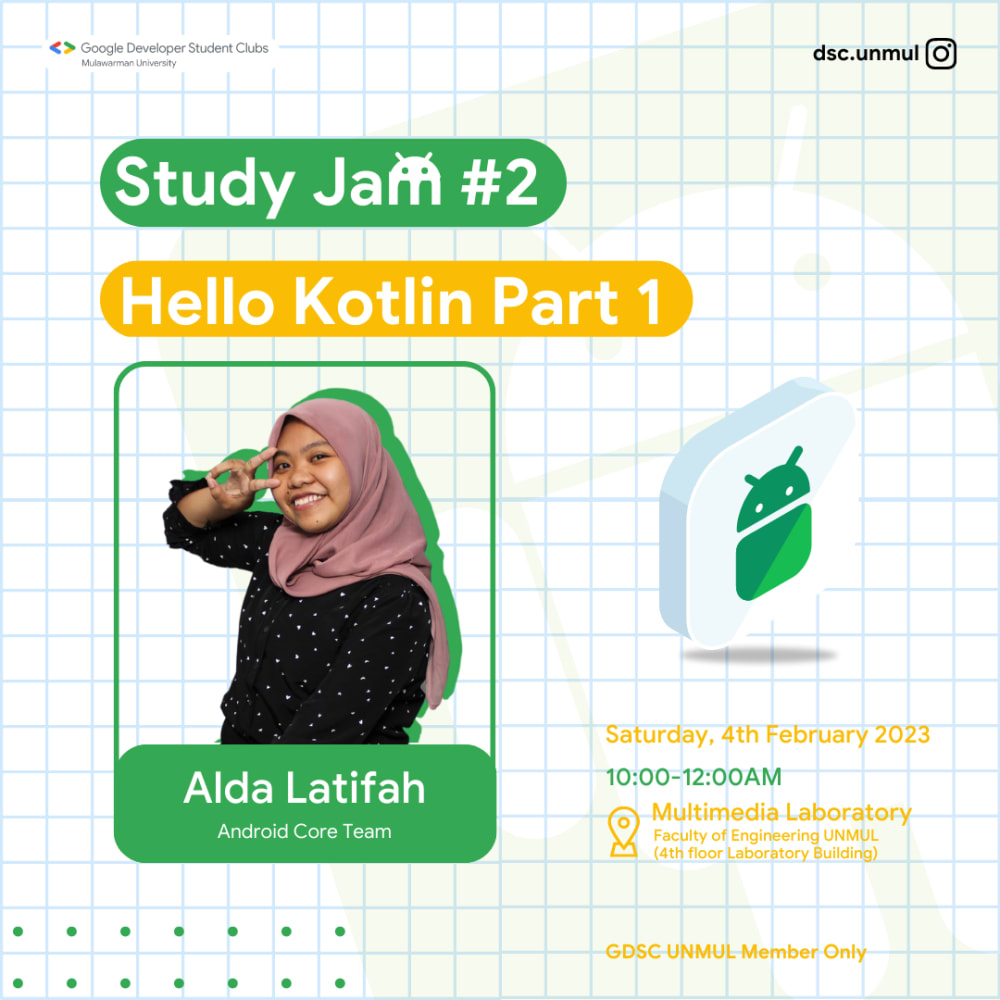 Google Developer Student Clubs
Mulawarman University
dsc.unmul
Study Jam #2
Hello Kotlin Part 1
Alda Latifah
Android Core Team
Saturday, 4th February 2023
10:00-12:00AM
Multimedia Laboratory
Faculty of Engineering UNMUL
(4th floor Laboratory Building)
GDSC UNMUL Member Only